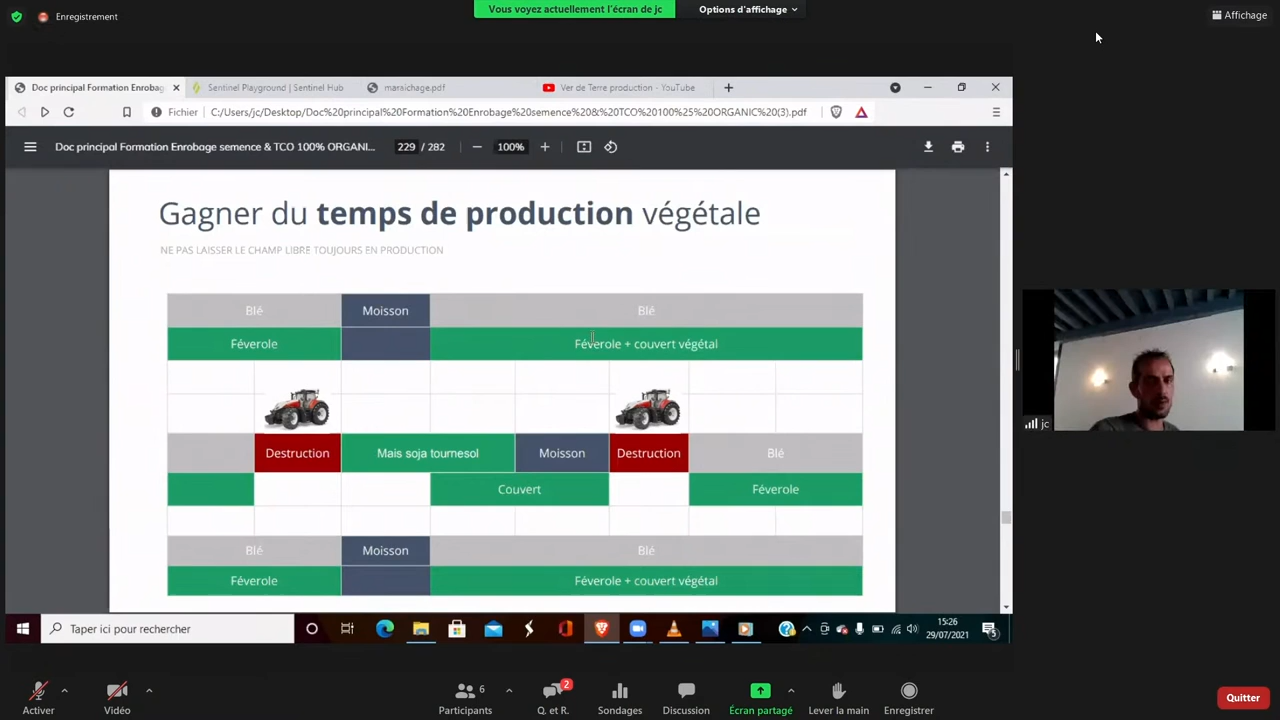 Enregistrement
Vous voyez actuellement l'écran de jc
Options d'affichage
Affichage
Doc principal Formation Enrobag
Sentinel Playground | Sentinel Hub
maraichage.pdf
Ver de Terre production - YouTube
Fichier
C:/Users/jc/Desktop/Doc%20principal%20Formation%20Enrobage%20semence%20&%20TCO%20100%25%20ORGANIC%20(3).pdf
Doc principal Formation Enrobage semence & TCO 100% ORGANI...
229 / 282
100%
Gagner du temps de production végétale
NE PAS LAISSER LE CHAMP LIBRE TOUJOURS EN PRODUCTION
Blé Moisson Blé
Féverole Féverole + couvert végétal
Destruction Mais soja tournesol Moisson Destruction Blé
Couvert Féverole
Blé Moisson Blé
Féverole Féverole + couvert végétal
jc
Taper ici pour rechercher
15:26
29/07/2021
5
Activer
Vidéo
6
Participants
2
Q. et R.
Sondages
Discussion
Écran partagé
Lever la main
Enregistrer
Quitter